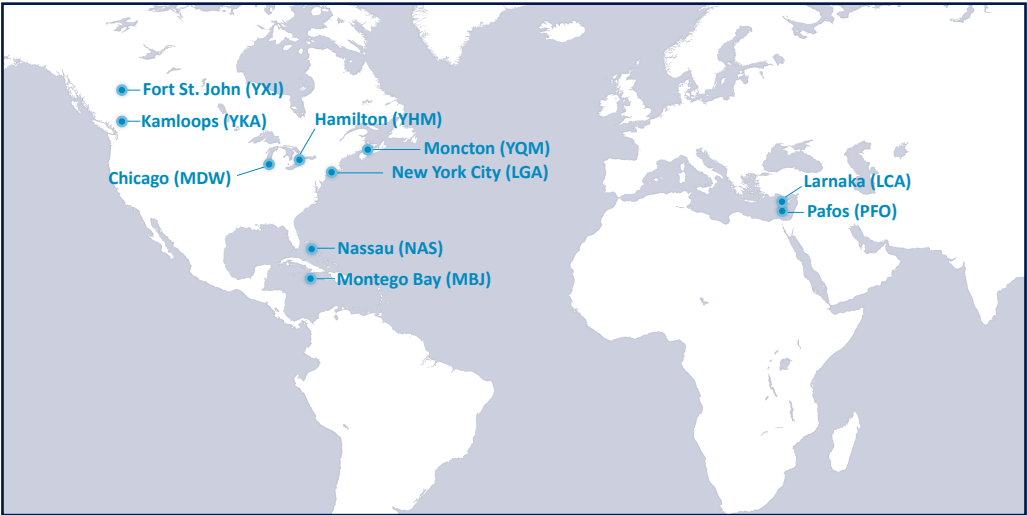 Fort St. John (YXJ)
Kamloops (YKA)
Hamilton (YHM)
Moncton (YQM)
New York City (LGA)
Chicago (MDW)
Larnaka (LCA)
Pafos (PFO)
Nassau (NAS)
Montego Bay (MBJ)